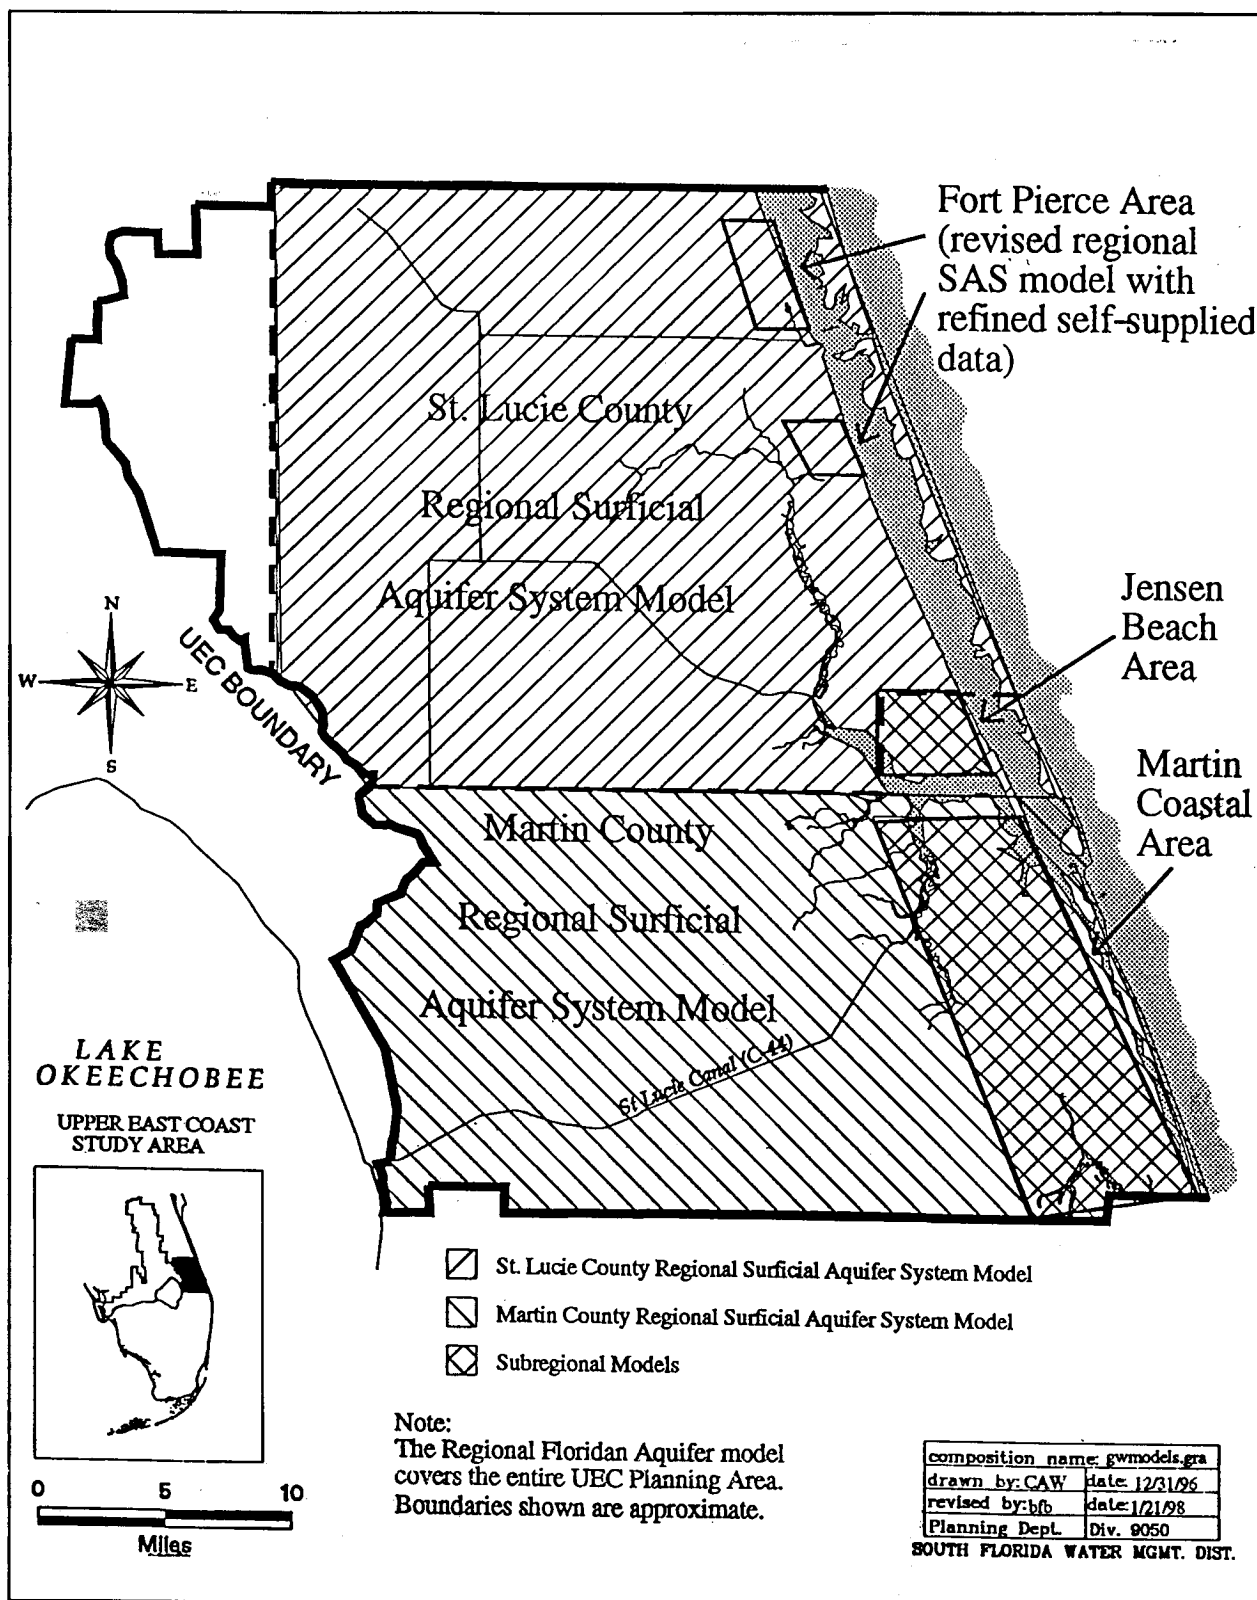 Fort Pierce Area
(revised regional
SAS model with
refined self-supplied
data)
St. Lucie County
Regional Surficial
Aquifer System Model
Jensen
Beach
Area
N
W
E
S
UEC BOUNDARY
Martin
Coastal
Area
Martin County
Regional Surficial
Aquifer System Model
St Lucie Canal (C-44)
LAKE
OKEECHOBEE
UPPER EAST COAST
STUDY AREA
St. Lucie County Regional Surficial Aquifer System Model
Martin County Regional Surficial Aquifer System Model
Subregional Models
Note:
The Regional Floridan Aquifer model
covers the entire UEC Planning Area.
Boundaries shown are approximate.
0 5 10
Miles
composition name: gwmodels.gra
drawn by: CAW date: 12/31/96
revised by: bfb date: 1/21/98
Planning Dept. Div. 9050
SOUTH FLORIDA WATER MGMT. DIST.